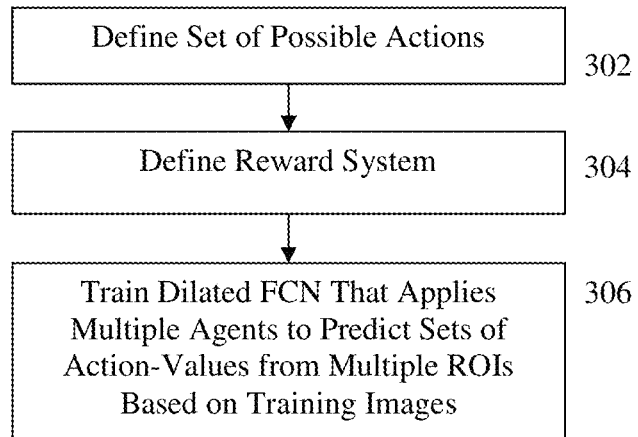 Define Set of Possible Actions
302
Define Reward System
304
Train Dilated FCN That Applies
306
Multiple Agents to Predict Sets of
Action-Values from Multiple ROIs
Based on Training Images